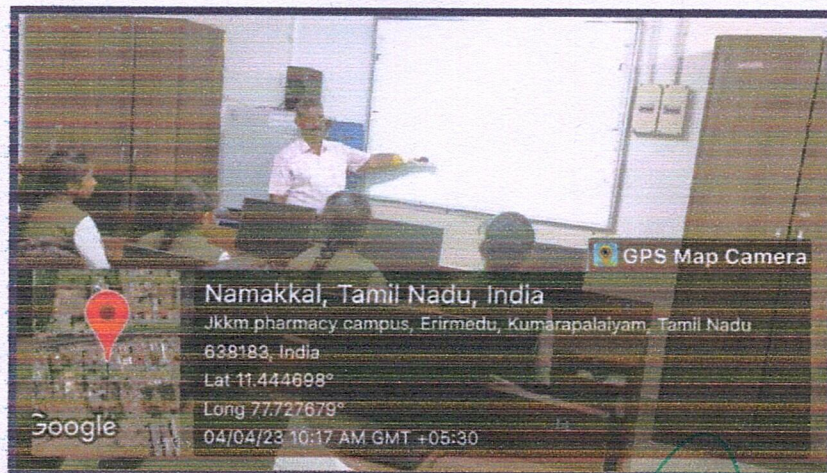 GPS Map Camera
Namakkal, Tamil Nadu, India
Jkkm pharmacy campus, Erirmedu, Kumarapalaiyam, Tamil Nadu
638183, India
Lat 11.444698°
Long 77.727679°
04/04/23 10:17 AM GMT +05:30
Google